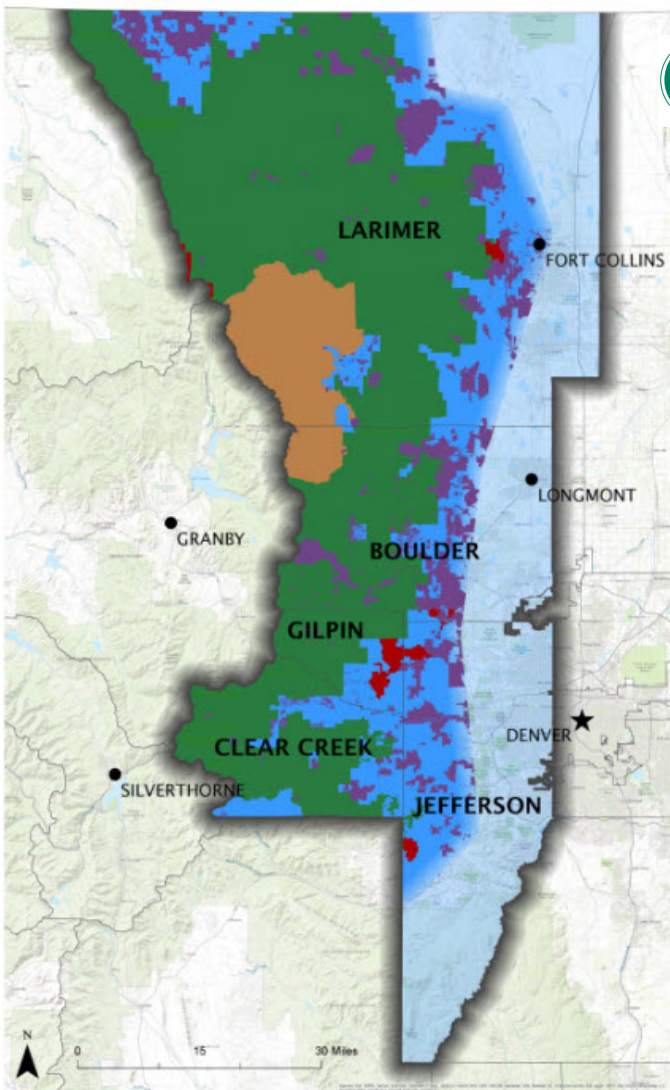 LARIMER
FORT COLLINS
LONGMONT
GRANBY
BOULDER
GILPIN
DENVER
CLEAR CREEK
SILVERTHORNE
JEFFERSON
N
0 15 30 Miles